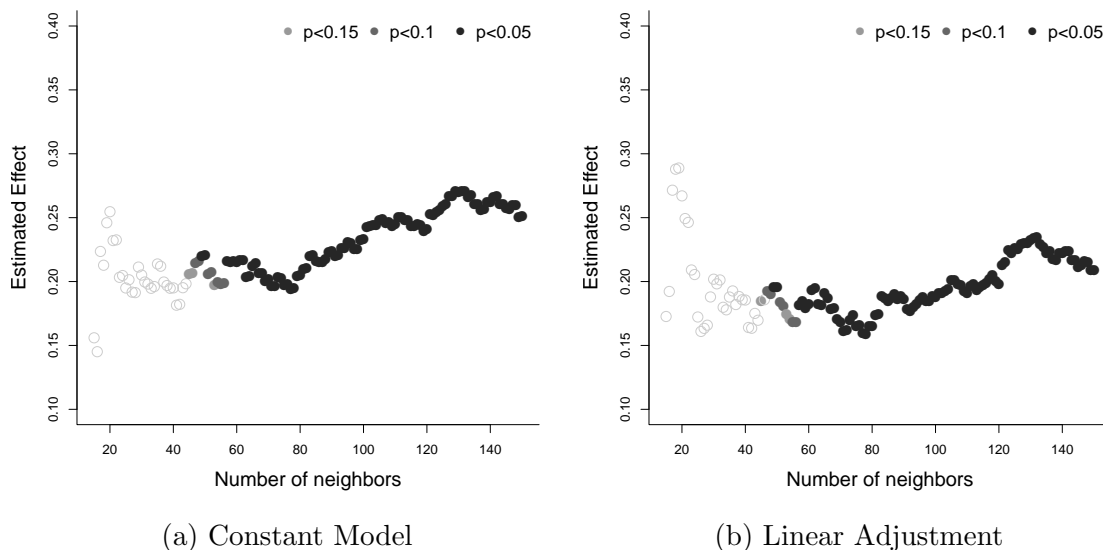 p<0.15 p<0.1 p<0.05
Estimated Effect
0.40
0.35
0.30
0.25
0.20
0.15
0.10
20 40 60 80 100 120 140
Number of neighbors
(a) Constant Model
p<0.15 p<0.1 p<0.05
Estimated Effect
0.40
0.35
0.30
0.25
0.20
0.15
0.10
20 40 60 80 100 120 140
Number of neighbors
(b) Linear Adjustment